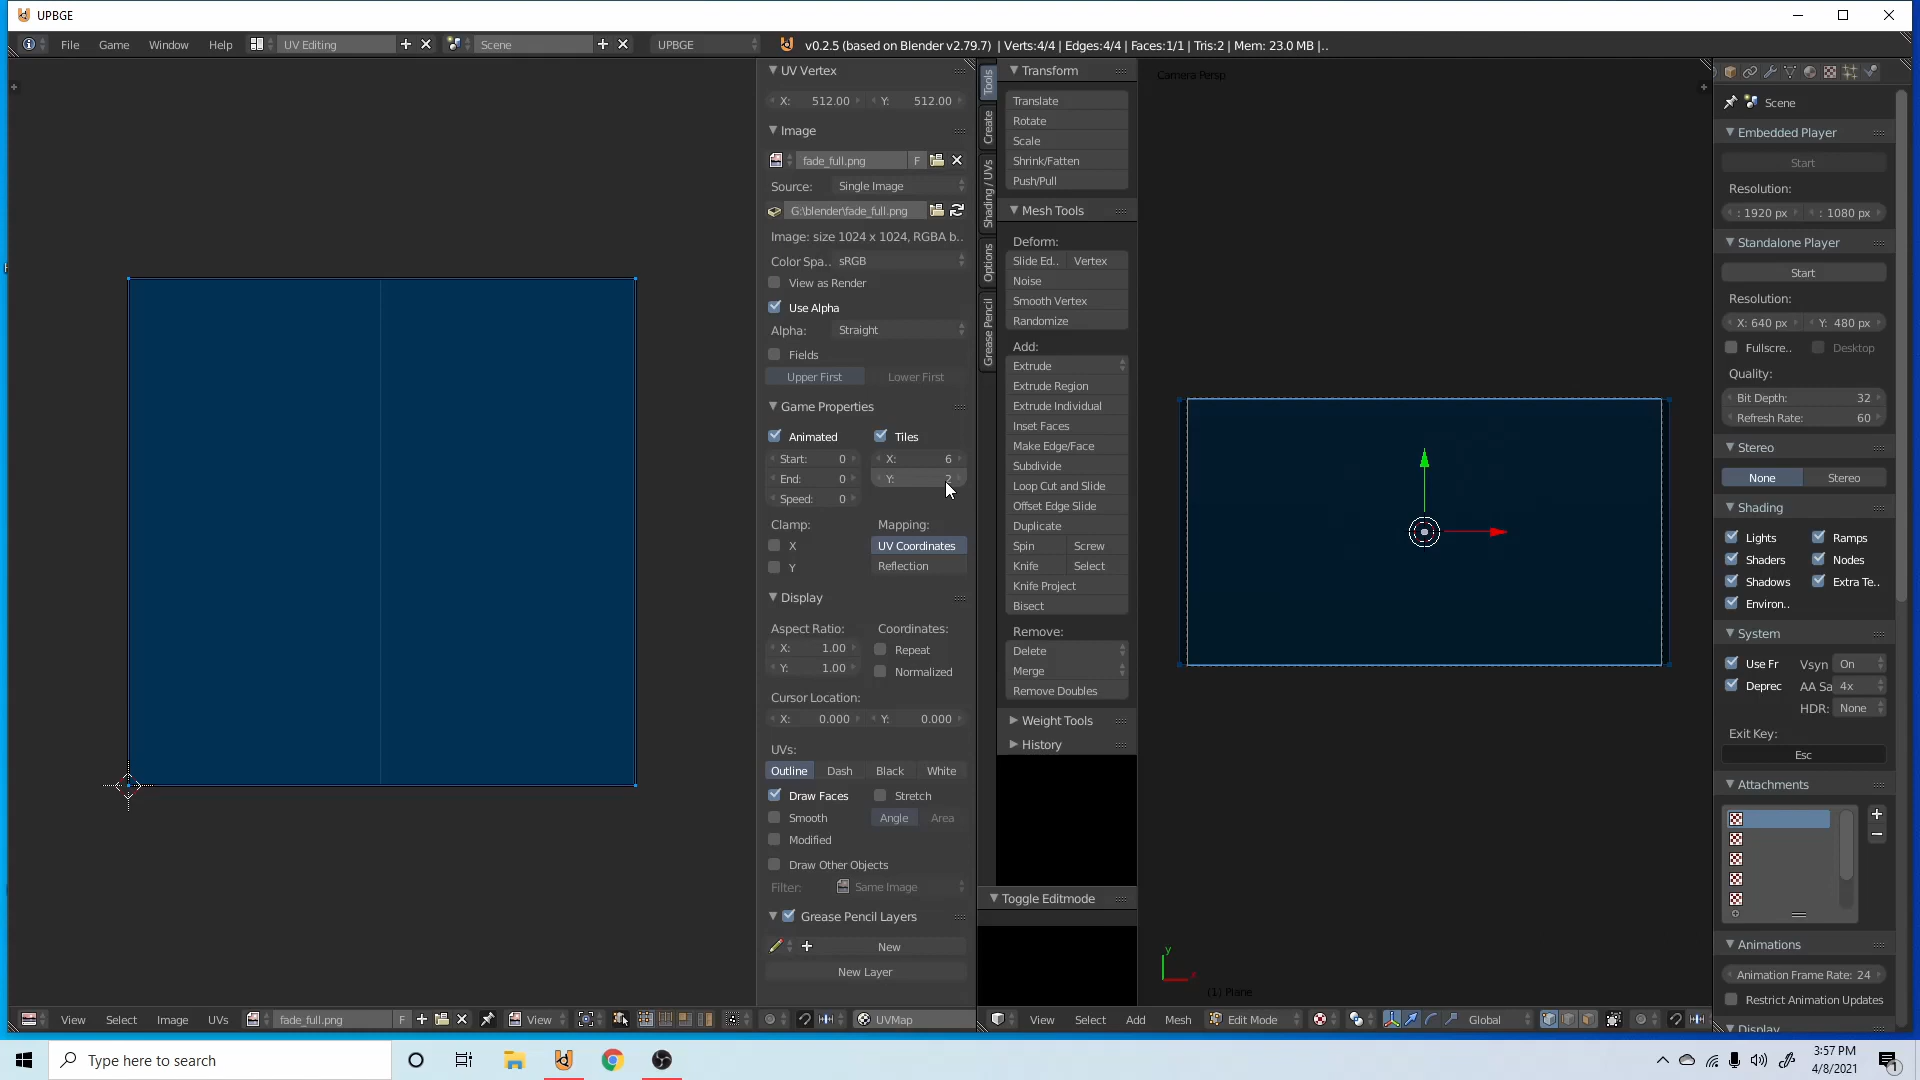 UPBGE
File Game Window Help UV Editing Scene UPBGE v0.2.5 (based on Blender v2.79.7) | Verts:4/4 | Edges:4/4 | Faces:1/1 | Tris:2 | Mem: 23.0 MB |..
UV Vertex
X: 512.00 Y: 512.00
Image
fade_full.png F
Source: Single Image
G:\blender\fade_full.png
Image: size 1024 x 1024, RGBA b..
Color Spa.. sRGB
View as Render
Use Alpha
Alpha: Straight
Fields
Upper First Lower First
Game Properties
Animated Tiles
Start: 0 X: 6
End: 0 Y: 2
Speed: 0
Clamp: Mapping:
X UV Coordinates
Y Reflection
Display
Aspect Ratio: Coordinates:
X: 1.00 Repeat
Y: 1.00 Normalized
Cursor Location:
X: 0.000 Y: 0.000
UVs:
Outline Dash Black White
Draw Faces Stretch
Smooth Angle Area
Modified
Draw Other Objects
Filter: Same Image
Grease Pencil Layers
New
New Layer
Tools
Create
Shading / UVs
Options
Grease Pencil
Transform
Translate
Rotate
Scale
Shrink/Fatten
Push/Pull
Mesh Tools
Deform:
Slide Ed.. Vertex
Noise
Smooth Vertex
Randomize
Add:
Extrude
Extrude Region
Extrude Individual
Inset Faces
Make Edge/Face
Subdivide
Loop Cut and Slide
Offset Edge Slide
Duplicate
Spin Screw
Knife Select
Knife Project
Bisect
Remove:
Delete
Merge
Remove Doubles
Weight Tools
History
Toggle Editmode
Camera Persp
y
x
(1) Plane
Scene
Embedded Player
Start
Resolution:
: 1920 px : 1080 px
Standalone Player
Start
Resolution:
X: 640 px Y: 480 px
Fullscre.. Desktop
Quality:
Bit Depth: 32
Refresh Rate: 60
Stereo
None Stereo
Shading
Lights Ramps
Shaders Nodes
Shadows Extra Te..
Environ..
System
Use Fr Vsyn On
Deprec AA Sa 4x
HDR: None
Exit Key:
Esc
Attachments
Animations
Animation Frame Rate: 24
Restrict Animation Updates
Display
View Select Image UVs fade_full.png F View UVMap
View Select Add Mesh Edit Mode Global
Type here to search
3:57 PM
4/8/2021
1